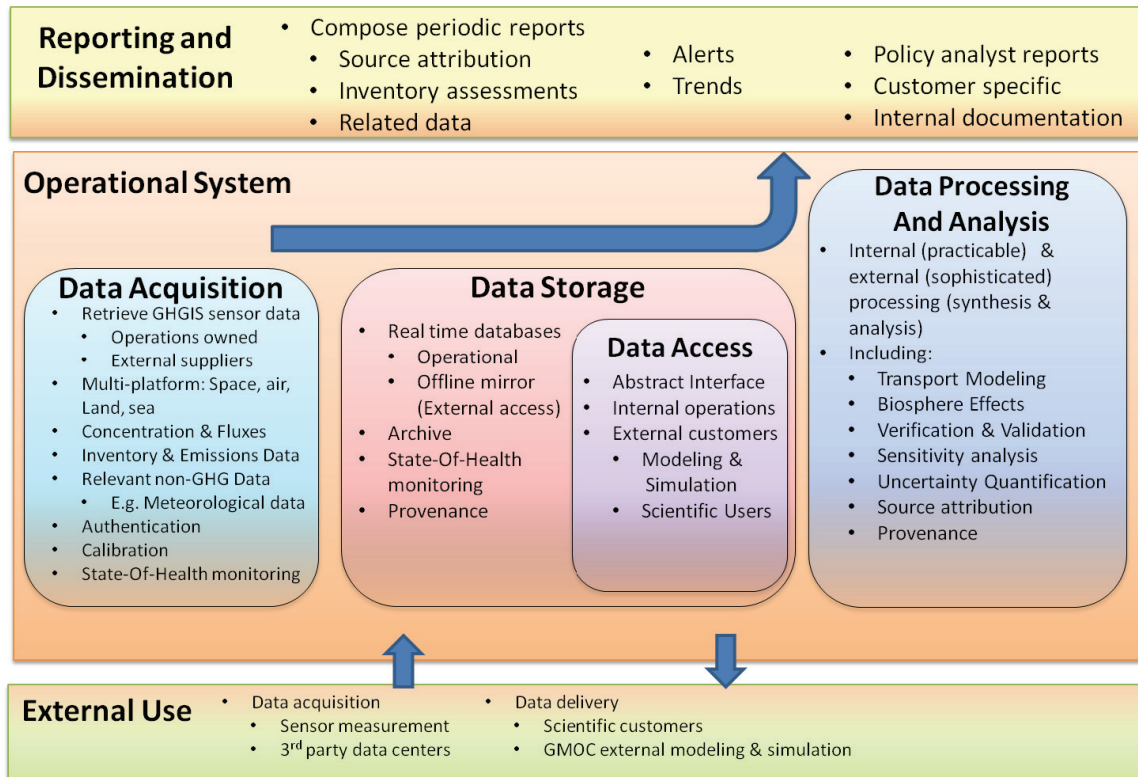 Reporting and
Dissemination
• Compose periodic reports
• Source attribution
• Inventory assessments
• Related data
• Alerts
• Trends
• Policy analyst reports
• Customer specific
• Internal documentation
Operational System
Data Acquisition
• Retrieve GHGIS sensor data
• Operations owned
• External suppliers
• Multi-platform: Space, air,
Land, sea
• Concentration & Fluxes
• Inventory & Emissions Data
• Relevant non-GHG Data
• E.g. Meteorological data
• Authentication
• Calibration
• State-Of-Health monitoring
Data Storage
• Real time databases
• Operational
• Offline mirror
(External access)
• Archive
• State-Of-Health
monitoring
• Provenance
Data Access
• Abstract Interface
• Internal operations
• External customers
• Modeling &
Simulation
• Scientific Users
Data Processing
And Analysis
• Internal (practicable) &
external (sophisticated)
processing (synthesis &
analysis)
• Including:
• Transport Modeling
• Biosphere Effects
• Verification & Validation
• Sensitivity analysis
• Uncertainty Quantification
• Source attribution
• Provenance
External Use
• Data acquisition
• Sensor measurement
• 3rd party data centers
• Data delivery
• Scientific customers
• GMOC external modeling & simulation